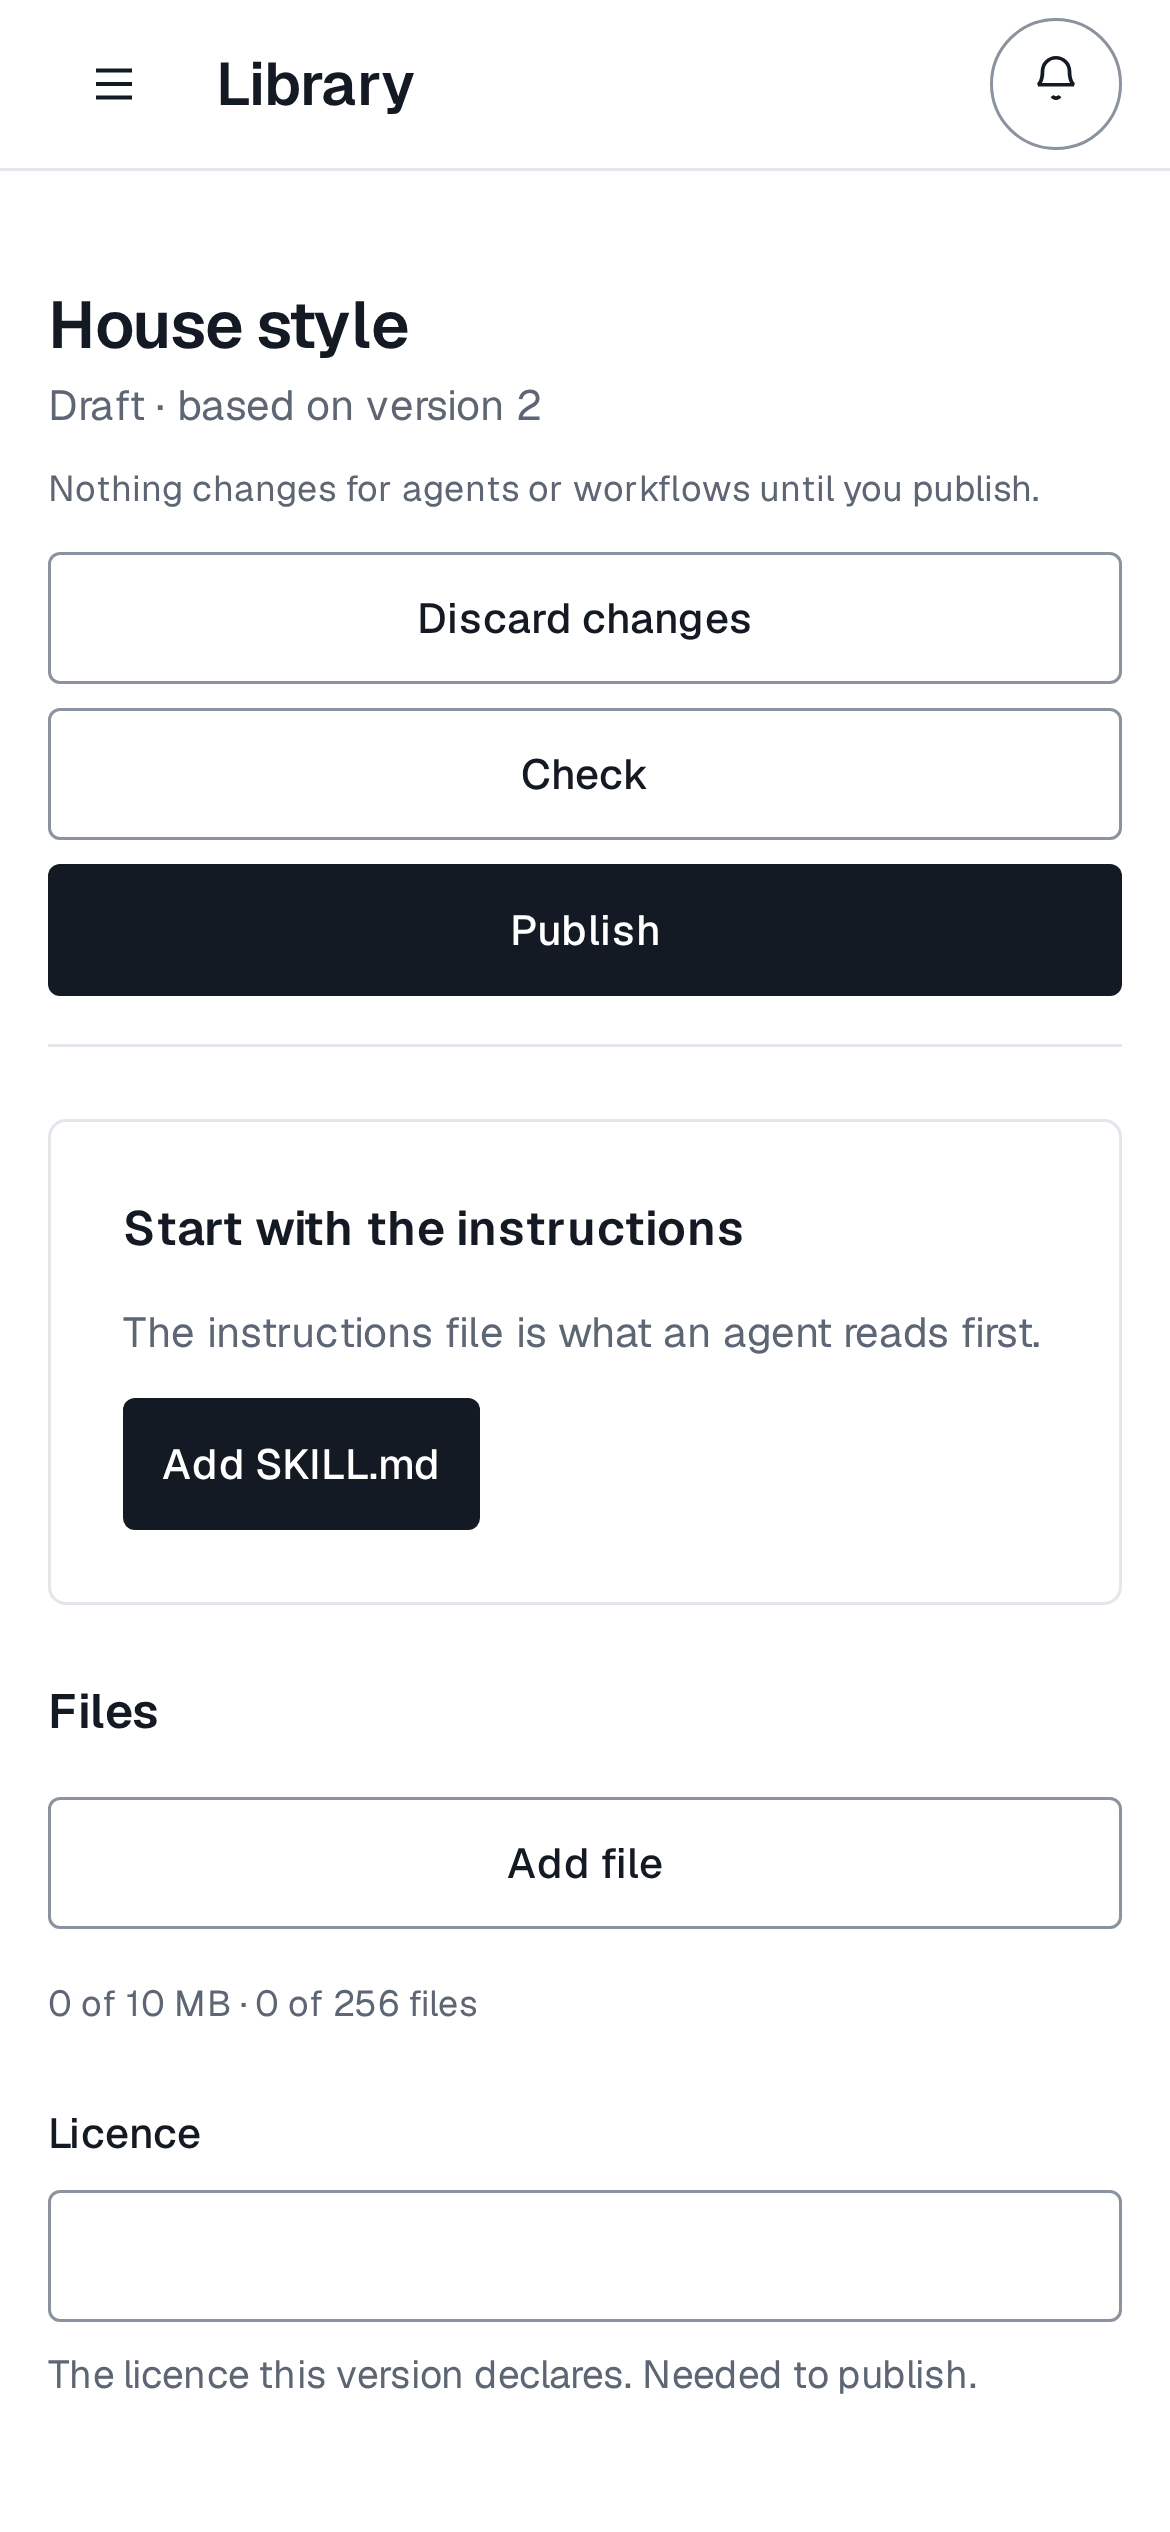 Library
House style
Draft · based on version 2
Nothing changes for agents or workflows until you publish.
Discard changes
Check
Publish
Start with the instructions
The instructions file is what an agent reads first.
Add SKILL.md
Files
Add file
0 of 10 MB · 0 of 256 files
Licence
The licence this version declares. Needed to publish.